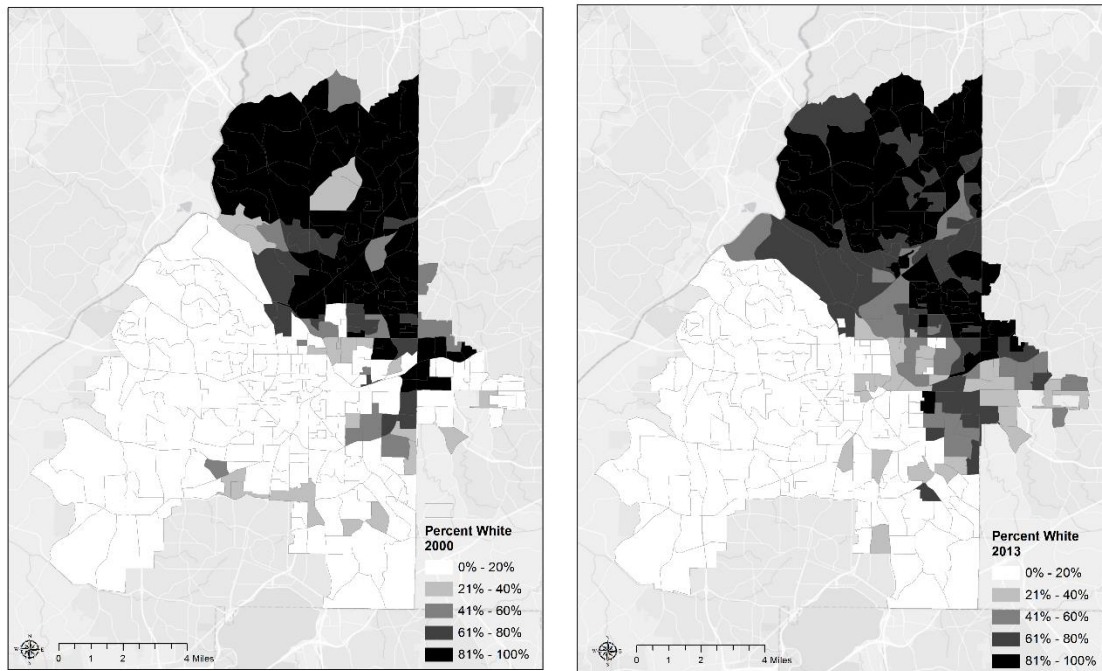 Percent White
2000
0% - 20%
21% - 40%
41% - 60%
61% - 80%
81% - 100%
N
W
E
S
0 1 2 4 Miles
Percent White
2013
0% - 20%
21% - 40%
41% - 60%
61% - 80%
81% - 100%
N
W
E
S
0 1 2 4 Miles